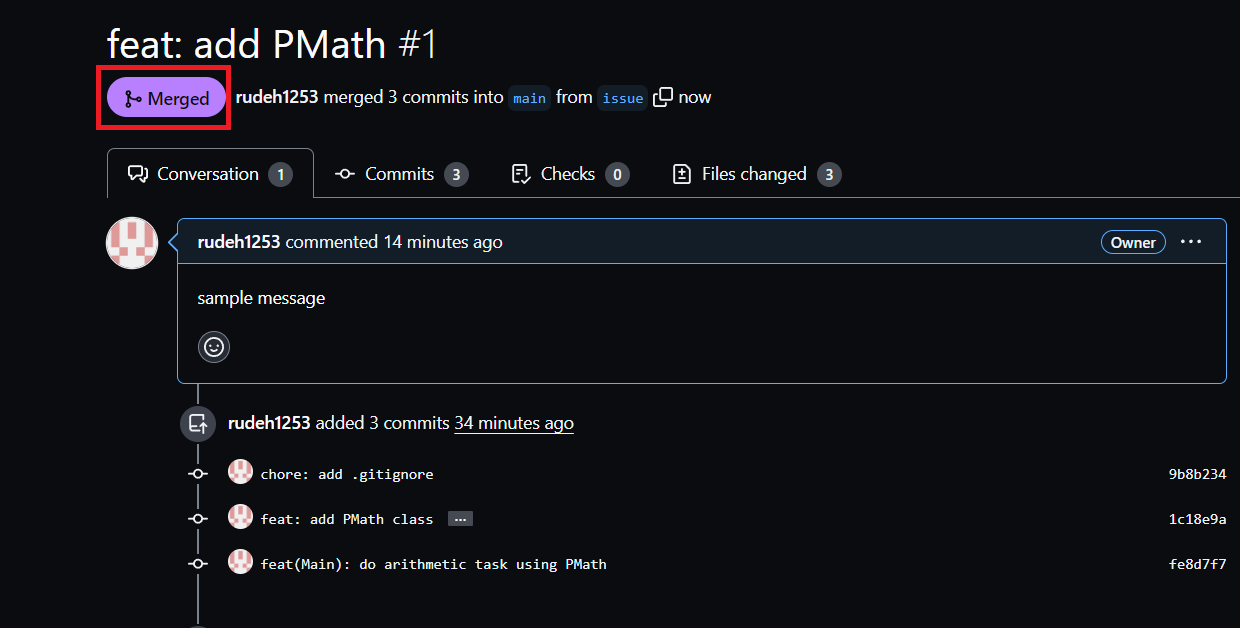 feat: add PMath #1
Merged rudeh1253 merged 3 commits into main from issue now
Conversation 1 Commits 3 Checks 0 Files changed 3
rudeh1253 commented 14 minutes ago Owner ...
sample message
rudeh1253 added 3 commits 34 minutes ago
chore: add .gitignore 9b8b234
feat: add PMath class ... 1c18e9a
feat(Main): do arithmetic task using PMath fe8d7f7